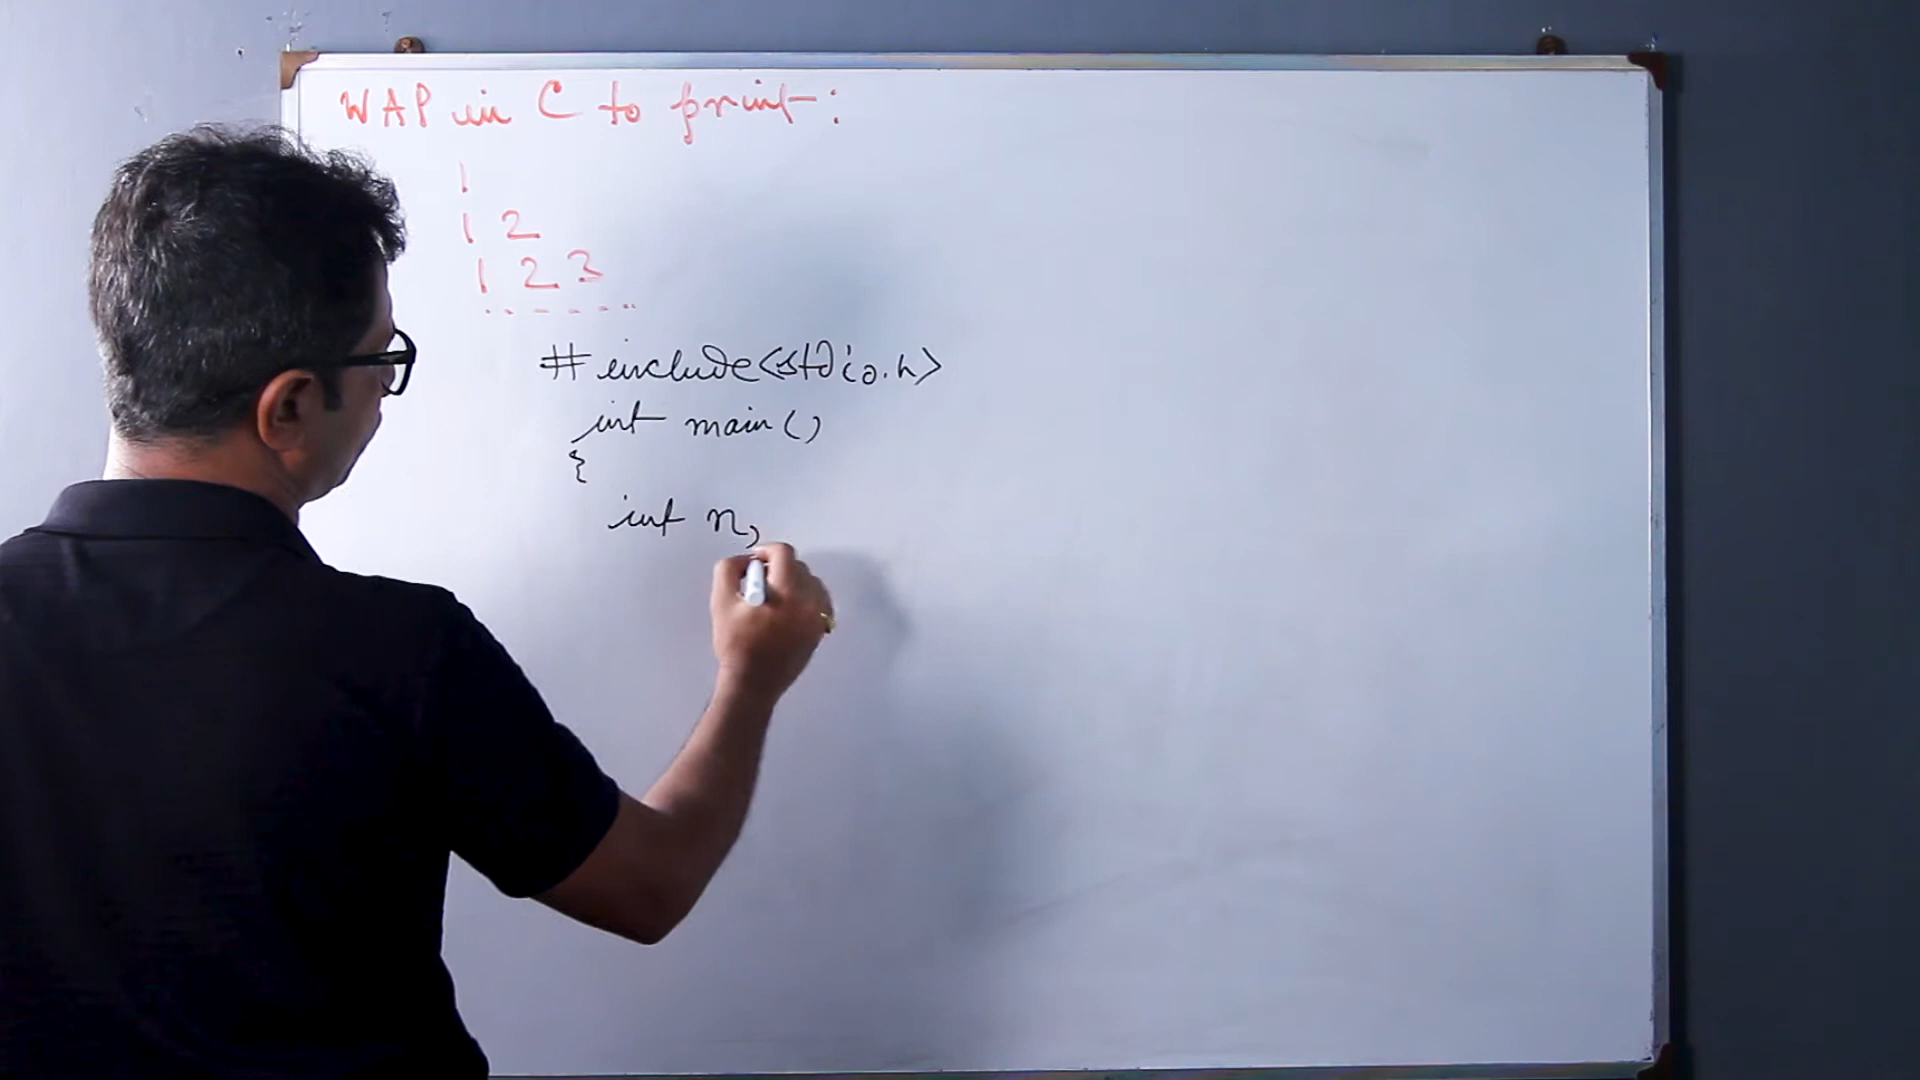 WAP in C to print:
1
1 2
1 2 3
. . - - - ..
#include<stdio.h>
int main()
{
int n,